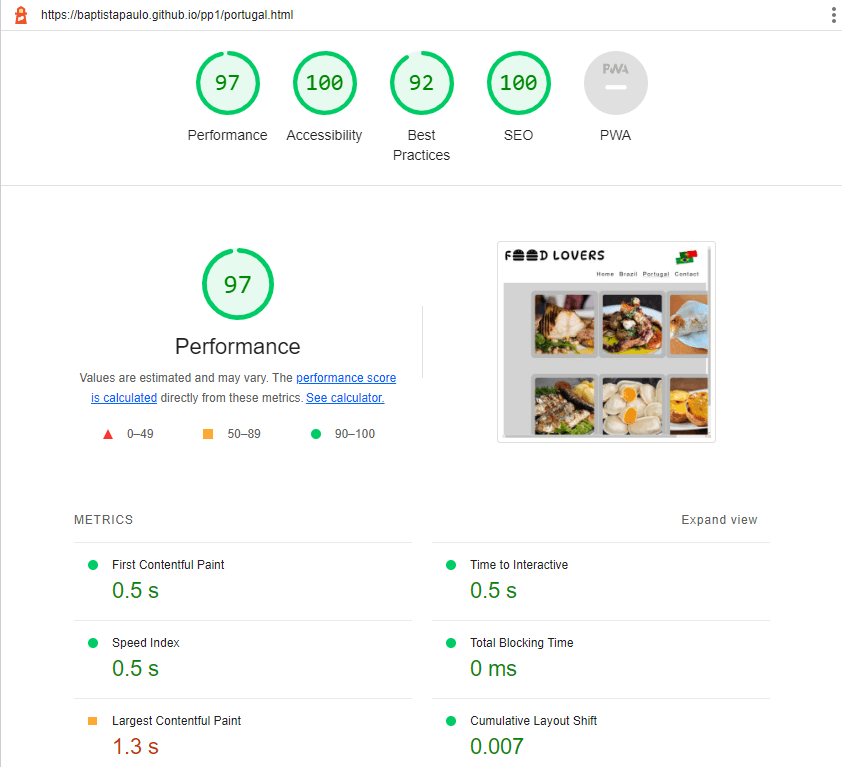 https://baptistapaulo.github.io/pp1/portugal.html
97 100 92 100 PWA
Performance Accessibility Best Practices SEO PWA
97
Performance
Values are estimated and may vary. The performance score
is calculated directly from these metrics. See calculator.
0–49 50–89 90–100
FOOD LOVERS
Home Brazil Portugal Contact
METRICS Expand view
First Contentful Paint
0.5 s
Time to Interactive
0.5 s
Speed Index
0.5 s
Total Blocking Time
0 ms
Largest Contentful Paint
1.3 s
Cumulative Layout Shift
0.007